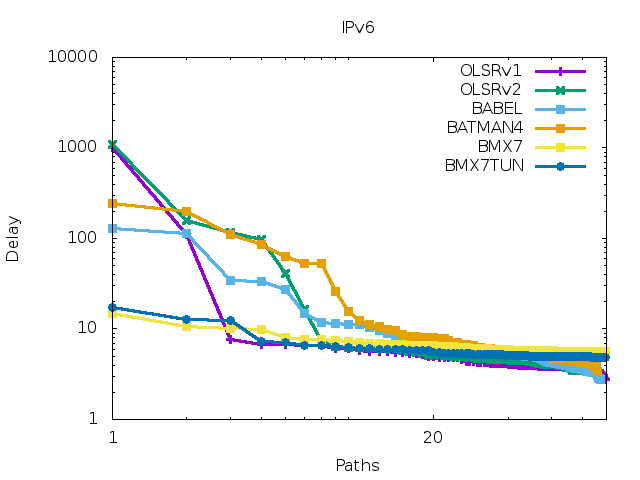 IPv6
10000
1000
100
10
1
Delay
OLSRv1
OLSRv2
BABEL
BATMAN4
BMX7
BMX7TUN
1
20
Paths